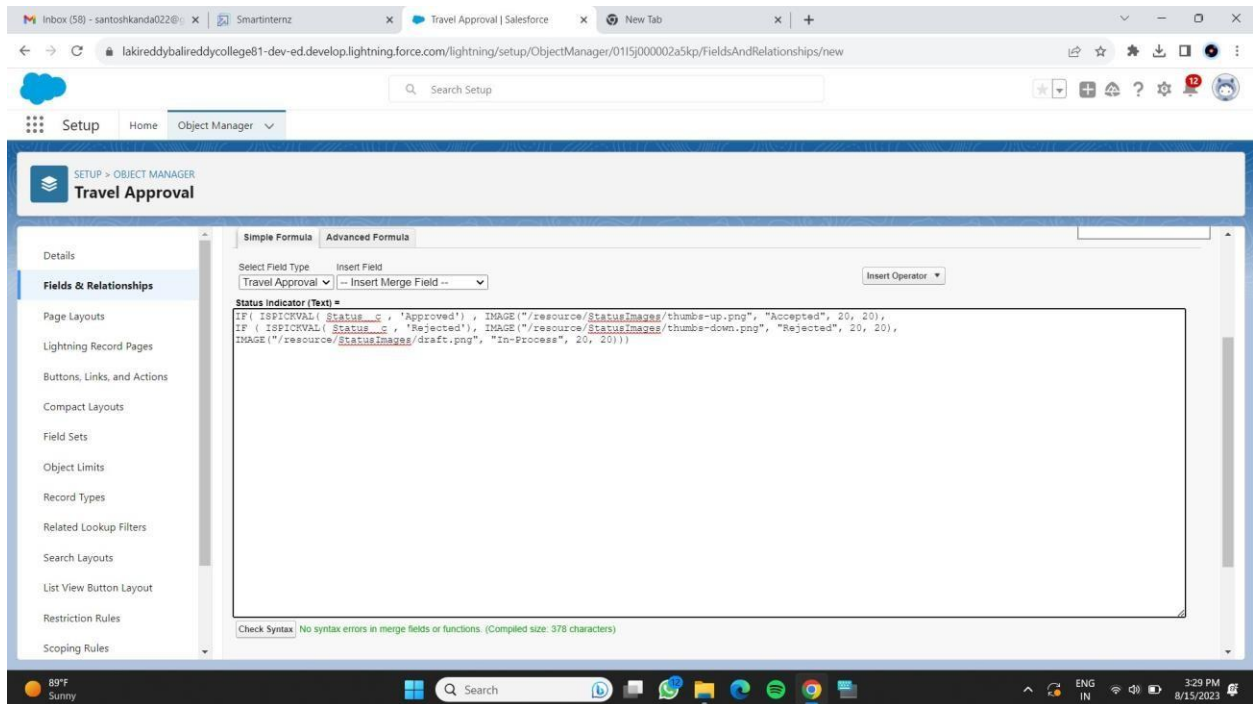 Inbox (58) - santoshkanda022@
Smartinternz
Travel Approval | Salesforce
New Tab
lakireddybalireddycollege81-dev-ed.develop.lightning.force.com/lightning/setup/ObjectManager/01I5j000002a5kp/FieldsAndRelationships/new
Search Setup
12
Setup Home Object Manager
SETUP > OBJECT MANAGER
Travel Approval
Details
Fields & Relationships
Page Layouts
Lightning Record Pages
Buttons, Links, and Actions
Compact Layouts
Field Sets
Object Limits
Record Types
Related Lookup Filters
Search Layouts
List View Button Layout
Restriction Rules
Scoping Rules
Simple Formula Advanced Formula
Select Field Type Insert Field
Travel Approval -- Insert Merge Field -- Insert Operator
Status Indicator (Text) =
IF( ISPICKVAL( Status__c , 'Approved') , IMAGE("/resource/StatusImages/thumbs-up.png", "Accepted", 20, 20),
IF ( ISPICKVAL( Status__c , 'Rejected'), IMAGE("/resource/StatusImages/thumbs-down.png", "Rejected", 20, 20),
IMAGE("/resource/StatusImages/draft.png", "In-Process", 20, 20)))
Check Syntax No syntax errors in merge fields or functions. (Compiled size: 378 characters)
89°F
Sunny
Search
12
ENG
IN
3:29 PM
8/15/2023